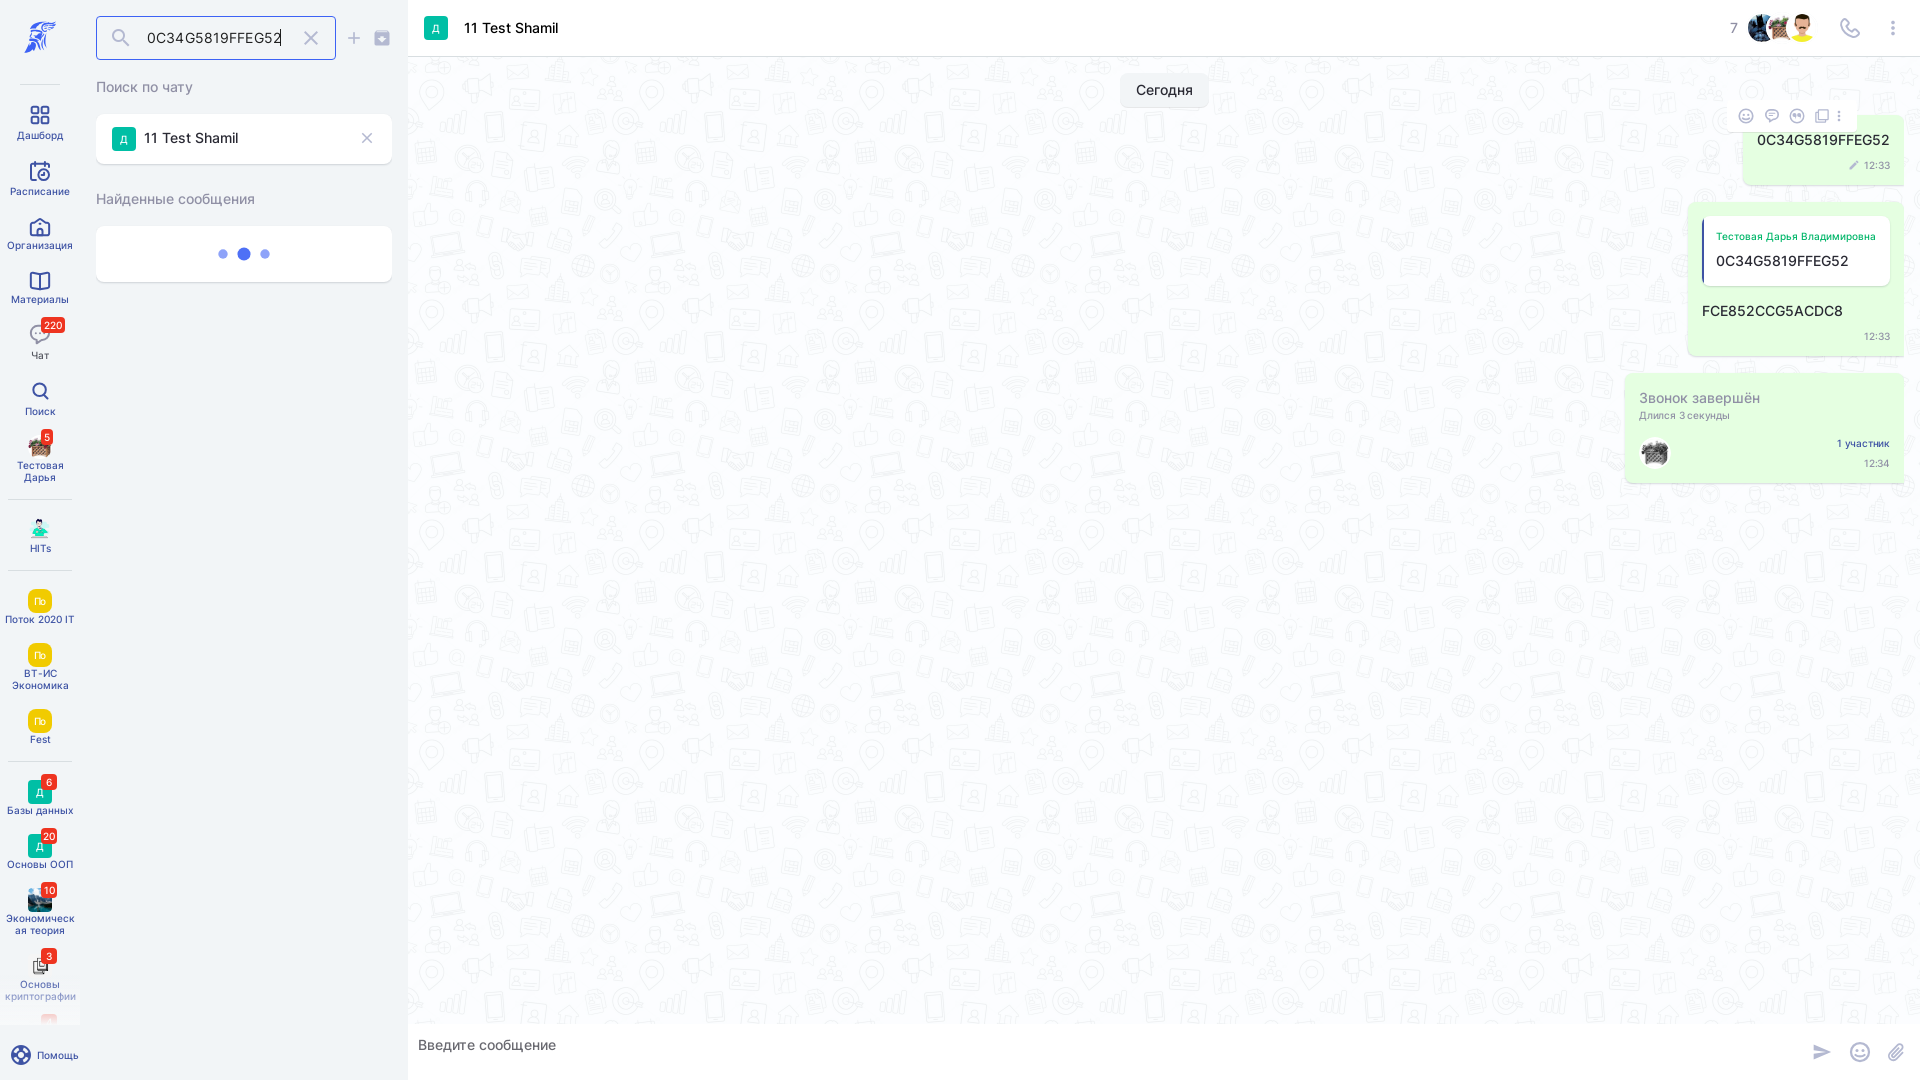 0C34G5819FFEG52
Поиск по чату
11 Test Shamil
Найденные сообщения
Дашборд
Расписание
Организация
Материалы
220
Чат
Поиск
5
Тестовая
Дарья
HITs
По
Поток 2020 IT
По
ВТ-ИС
Экономика
По
Fest
6
Д
Базы данных
20
Д
Основы ООП
10
Экономическ
ая теория
3
Основы
криптографии
Помощь
Д
11 Test Shamil
7
Сегодня
0C34G5819FFEG52
12:33
Тестовая Дарья Владимировна
0C34G5819FFEG52
FCE852CCG5ACDC8
12:33
Звонок завершён
Длился 3 секунды
1 участник
12:34
Введите сообщение